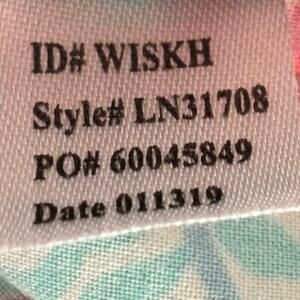 ID# WISKH
Style# LN31708
PO# 60045849
Date 011319